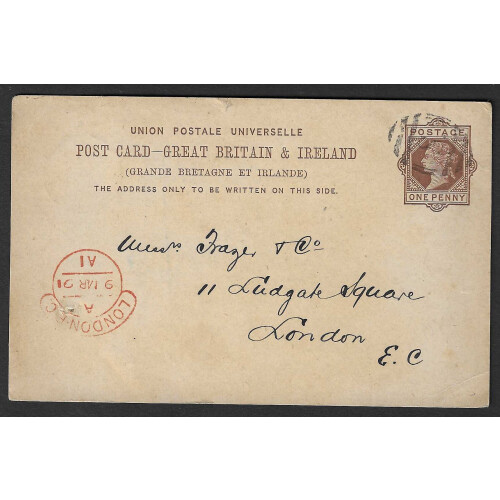 UNION POSTALE UNIVERSELLE
POST CARD—GREAT BRITAIN & IRELAND
(GRANDE BRETAGNE ET IRLANDE)
THE ADDRESS ONLY TO BE WRITTEN ON THIS SIDE.
POSTAGE
ONE PENNY
Messrs Frazer & Co
11 Ludgate Square
London
E.C
LONDON.E.C
A
9 MAR 91
A1